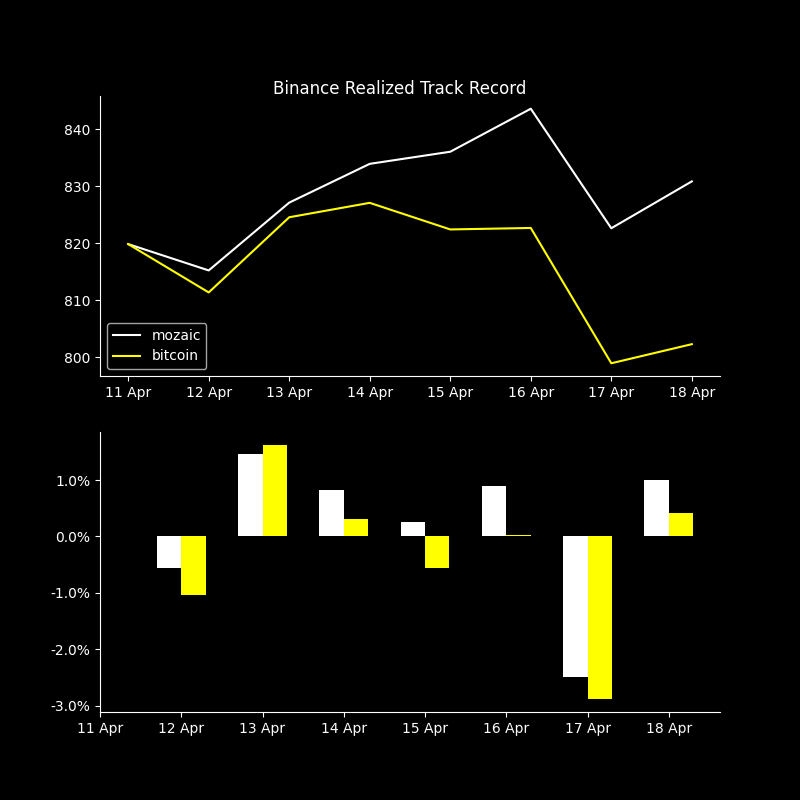 Binance Realized Track Record
840
830
820
810
800
mozaic
bitcoin
11 Apr 12 Apr 13 Apr 14 Apr 15 Apr 16 Apr 17 Apr 18 Apr
1.0%
0.0%
-1.0%
-2.0%
-3.0%
11 Apr 12 Apr 13 Apr 14 Apr 15 Apr 16 Apr 17 Apr 18 Apr